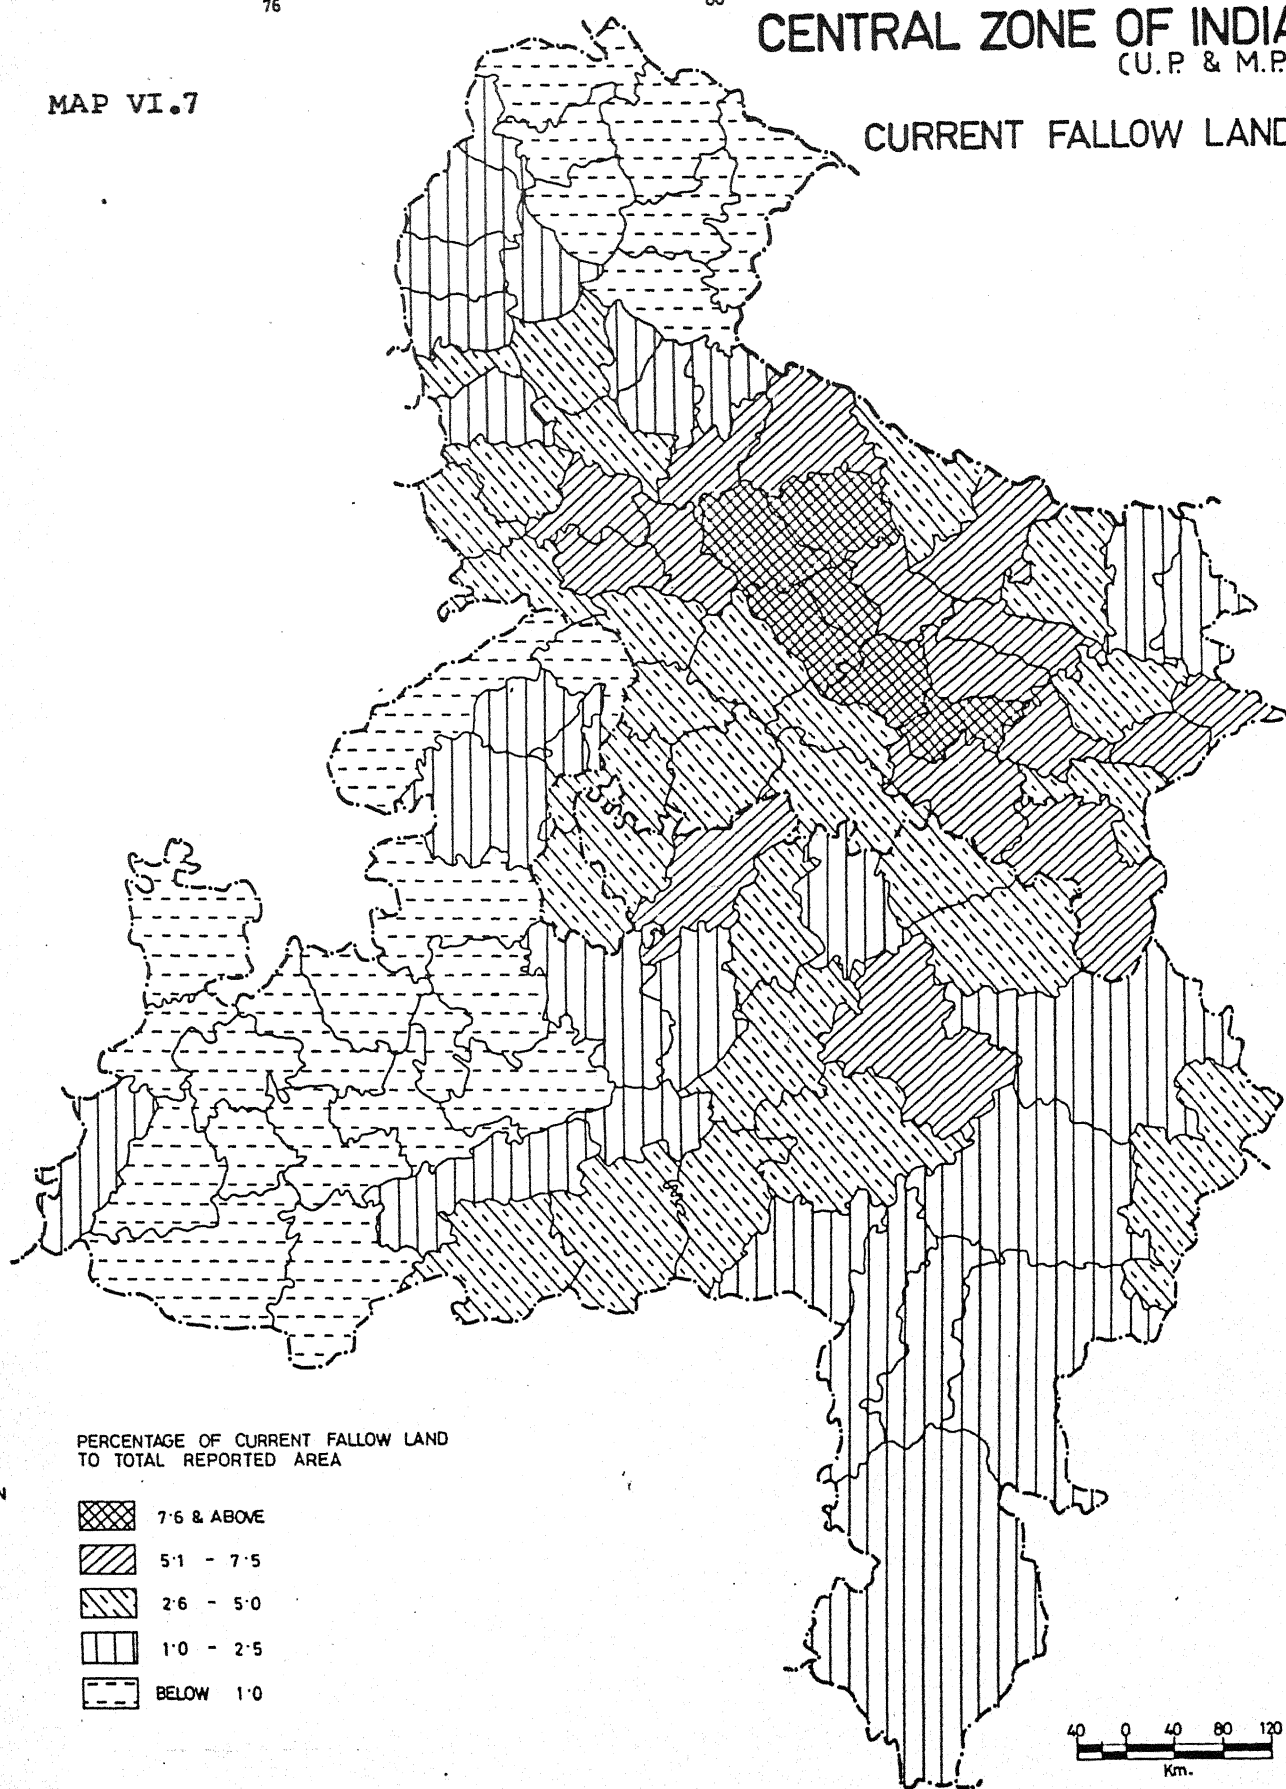 76
CENTRAL ZONE OF INDIA
(U.P. & M.P.
MAP VI.7
CURRENT FALLOW LAND
PERCENTAGE OF CURRENT FALLOW LAND
TO TOTAL REPORTED AREA
N
7·6 & ABOVE
5·1 - 7·5
2·6 - 5·0
1·0 - 2·5
BELOW 1·0
40 0 40 80 120
Km.